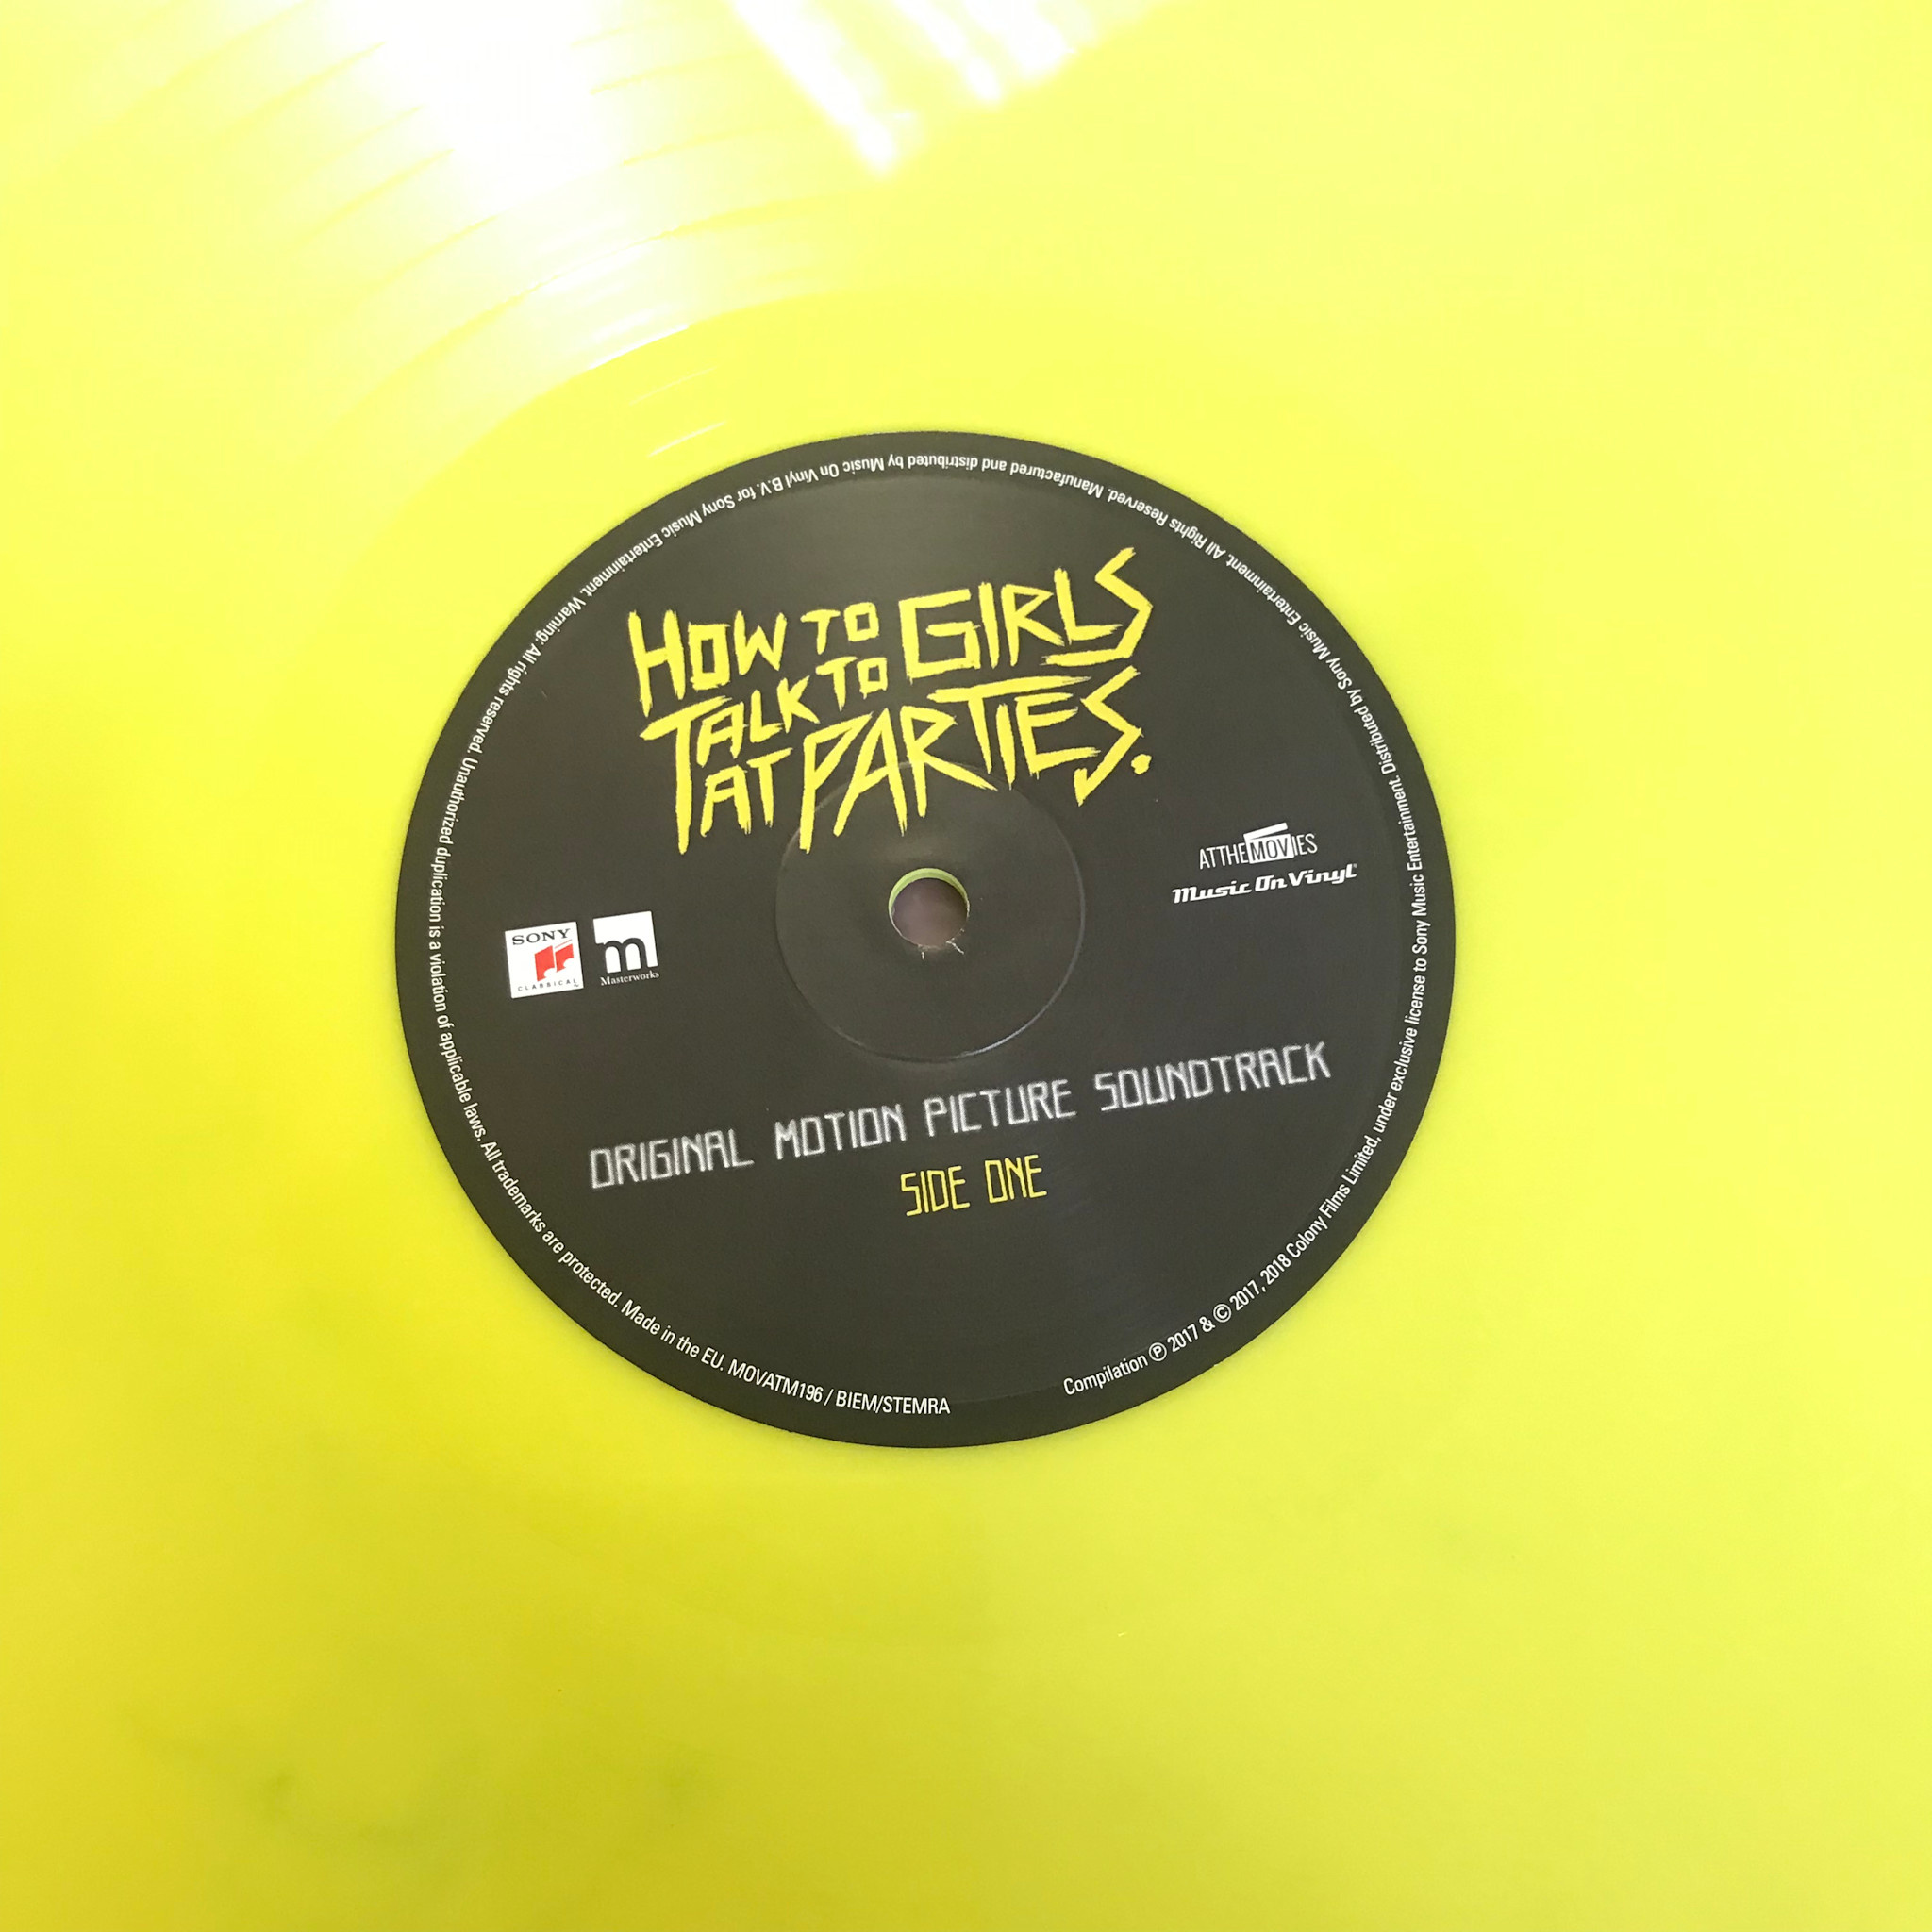 HOW TO GIRLS
TALK TO
AT PARTIES.
ATTHEMOVIES
Music On Vinyl®
SONY
CLASSICAL
m
Masterworks
ORIGINAL MOTION PICTURE SOUNDTRACK
SIDE ONE
Compilation ℗ 2017 & © 2017, 2018 Colony Films Limited, under exclusive license to Sony Music Entertainment. Distributed by Sony Music Entertainment. All Rights Reserved. Manufactured and distributed by Music On Vinyl B.V. for Sony Music Entertainment. Warning: All rights reserved. Unauthorized duplication is a violation of applicable laws. All trademarks are protected. Made in the EU. MOVATM196 / BIEM/STEMRA